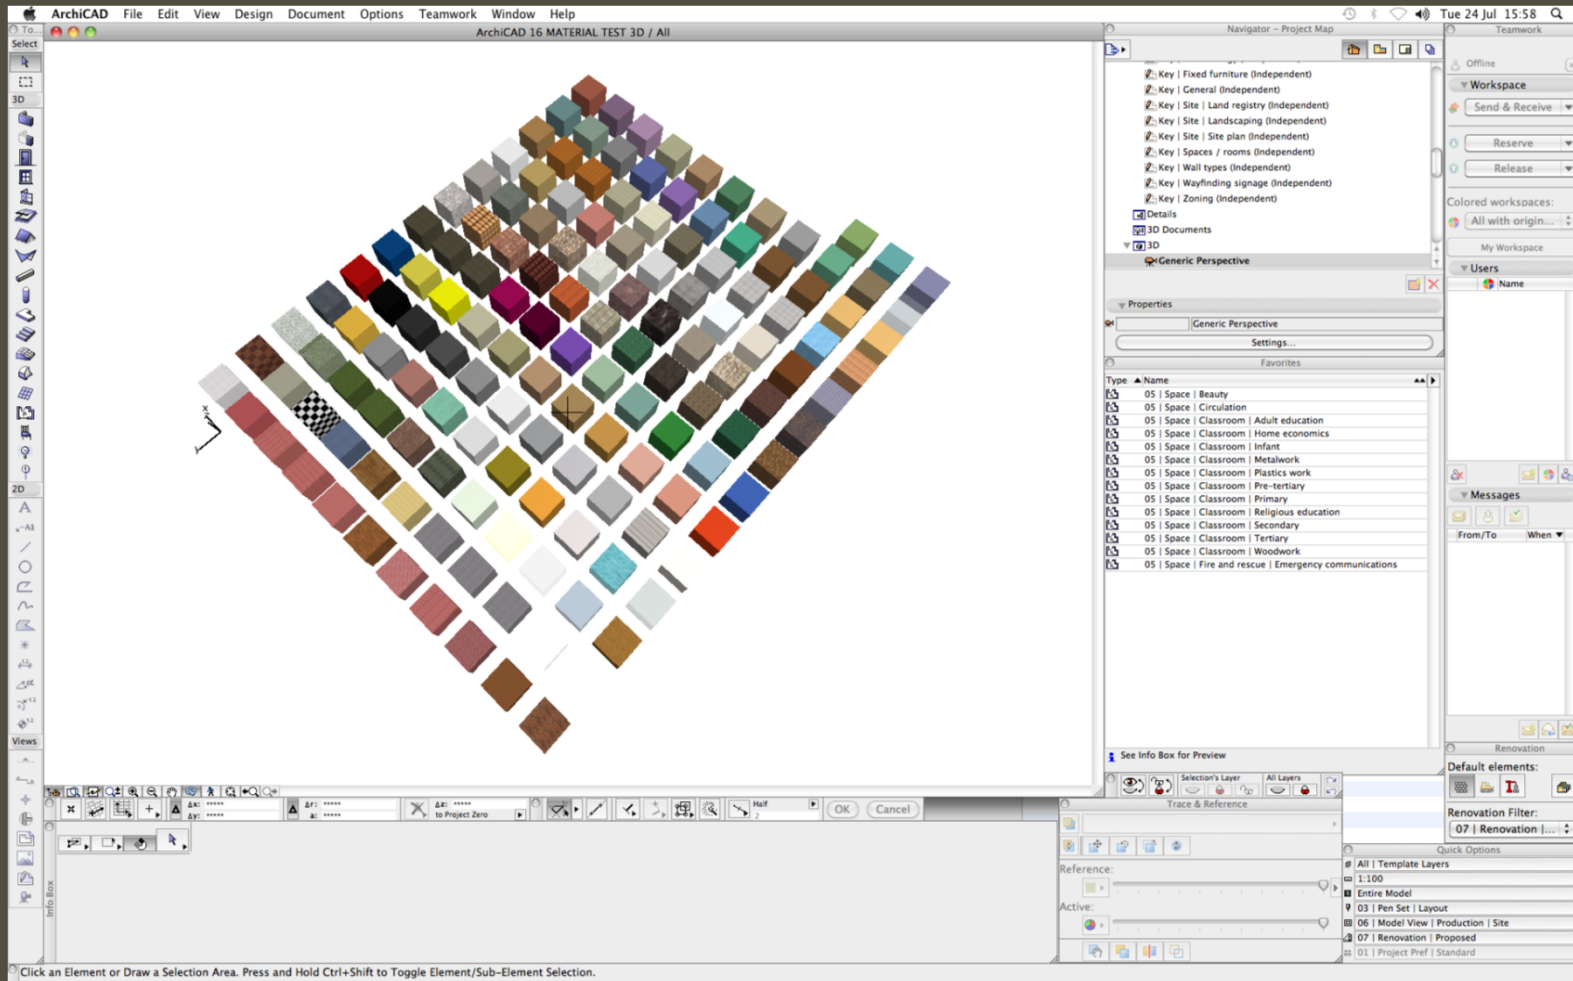 ArchiCAD File Edit View Design Document Options Teamwork Window Help
Tue 24 Jul 15:58
ArchiCAD 16 MATERIAL TEST 3D / All
To...
Select
3D
2D
Views
Navigator – Project Map
Key | Fixed furniture (Independent)
Key | General (Independent)
Key | Site | Land registry (Independent)
Key | Site | Landscaping (Independent)
Key | Site | Site plan (Independent)
Key | Spaces / rooms (Independent)
Key | Wall types (Independent)
Key | Wayfinding signage (Independent)
Key | Zoning (Independent)
Details
3D Documents
3D
Generic Perspective
Properties
Generic Perspective
Settings...
Favorites
Type Name
05 | Space | Beauty
05 | Space | Circulation
05 | Space | Classroom | Adult education
05 | Space | Classroom | Home economics
05 | Space | Classroom | Infant
05 | Space | Classroom | Metalwork
05 | Space | Classroom | Plastics work
05 | Space | Classroom | Pre-tertiary
05 | Space | Classroom | Primary
05 | Space | Classroom | Religious education
05 | Space | Classroom | Secondary
05 | Space | Classroom | Tertiary
05 | Space | Classroom | Woodwork
05 | Space | Fire and rescue | Emergency communications
See Info Box for Preview
Selection's Layer All Layers
Teamwork
Offline
Workspace
Send & Receive
Reserve
Release
Colored workspaces:
All with origin...
My Workspace
Users
Name
Messages
From/To When
Renovation
Default elements:
Renovation Filter:
07 | Renovation |...
Quick Options
All | Template Layers
1:100
Entire Model
03 | Pen Set | Layout
06 | Model View | Production | Site
07 | Renovation | Proposed
01 | Project Pref | Standard
Trace & Reference
Reference:
Active:
x
y
Δx: *****
Δy: *****
Δr: *****
a: *****
Δz: *****
to Project Zero
Half
2
OK
Cancel
Info Box
Click an Element or Draw a Selection Area. Press and Hold Ctrl+Shift to Toggle Element/Sub-Element Selection.